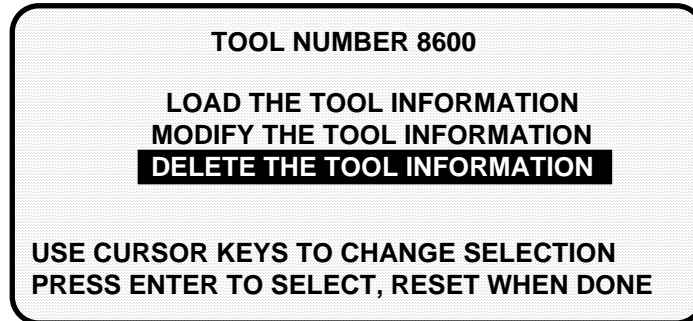 TOOL NUMBER 8600
LOAD THE TOOL INFORMATION
MODIFY THE TOOL INFORMATION
DELETE THE TOOL INFORMATION
USE CURSOR KEYS TO CHANGE SELECTION
PRESS ENTER TO SELECT, RESET WHEN DONE